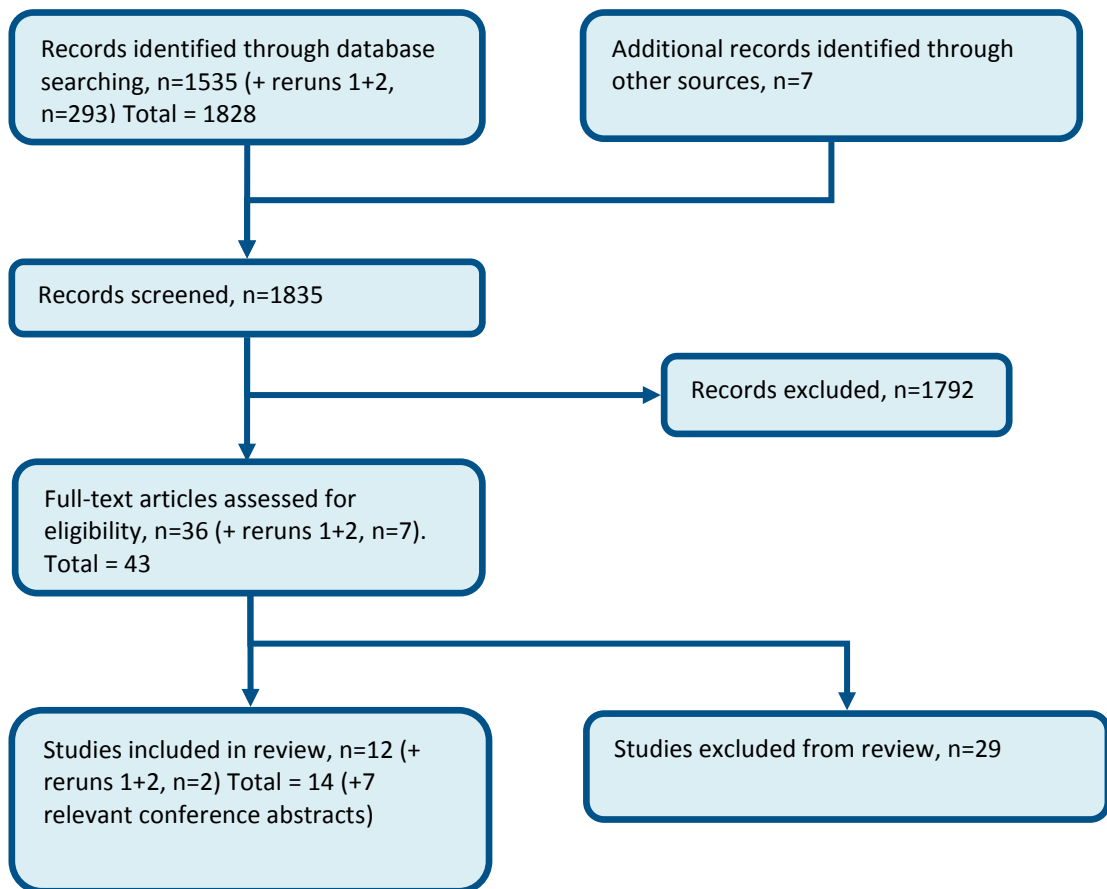 Records identified through database
searching, n=1535 (+ reruns 1+2,
n=293) Total = 1828
Additional records identified through
other sources, n=7
Records screened, n=1835
Records excluded, n=1792
Full-text articles assessed for
eligibility, n=36 (+ reruns 1+2, n=7).
Total = 43
Studies included in review, n=12 (+
reruns 1+2, n=2) Total = 14 (+7
relevant conference abstracts)
Studies excluded from review, n=29